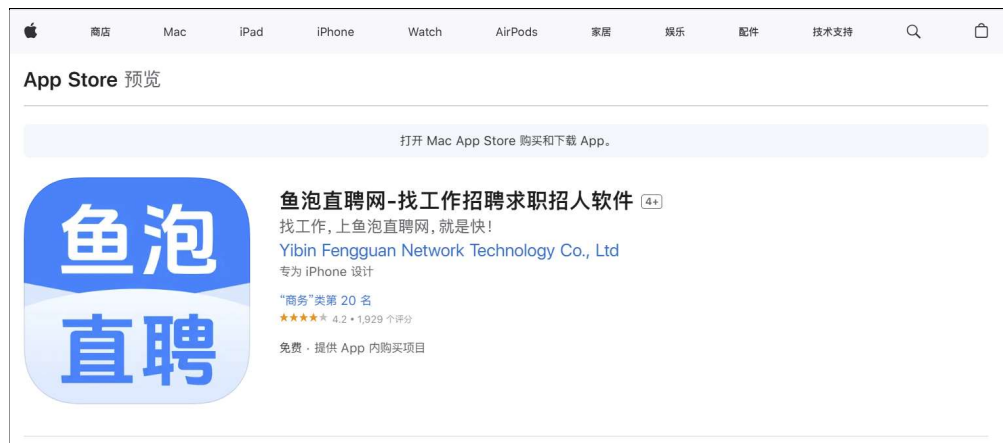 商店 Mac iPad iPhone Watch AirPods 家居 娱乐 配件 技术支持
App Store 预览
打开 Mac App Store 购买和下载 App。
鱼泡
直聘
鱼泡直聘网-找工作招聘求职招人软件 4+
找工作,上鱼泡直聘网,就是快!
Yibin Fengguan Network Technology Co., Ltd
专为 iPhone 设计
“商务”类第 20 名
★★★★★ 4.2 • 1,929 个评分
免费 · 提供 App 内购买项目